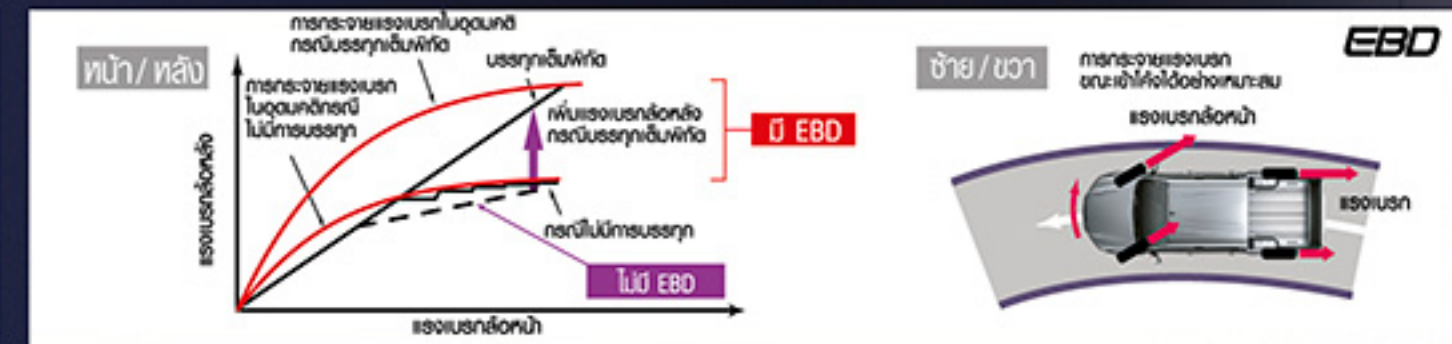 หน้า / หลัง
การกระจายแรงเบรกในอุดมคติ
กรณีบรรทุกเต็มพิกัด
บรรทุกเต็มพิกัด
การกระจายแรงเบรก
ในอุดมคติกรณี
ไม่มีการบรรทุก
เพิ่มแรงเบรกล้อหลัง
กรณีบรรทุกเต็มพิกัด
มี EBD
แรงเบรกล้อหลัง
กรณีไม่มีการบรรทุก
ไม่มี EBD
แรงเบรกล้อหน้า
EBD
ซ้าย / ขวา
การกระจายแรงเบรก
ขณะเข้าโค้งได้อย่างเหมาะสม
แรงเบรกล้อหน้า
แรงเบรก